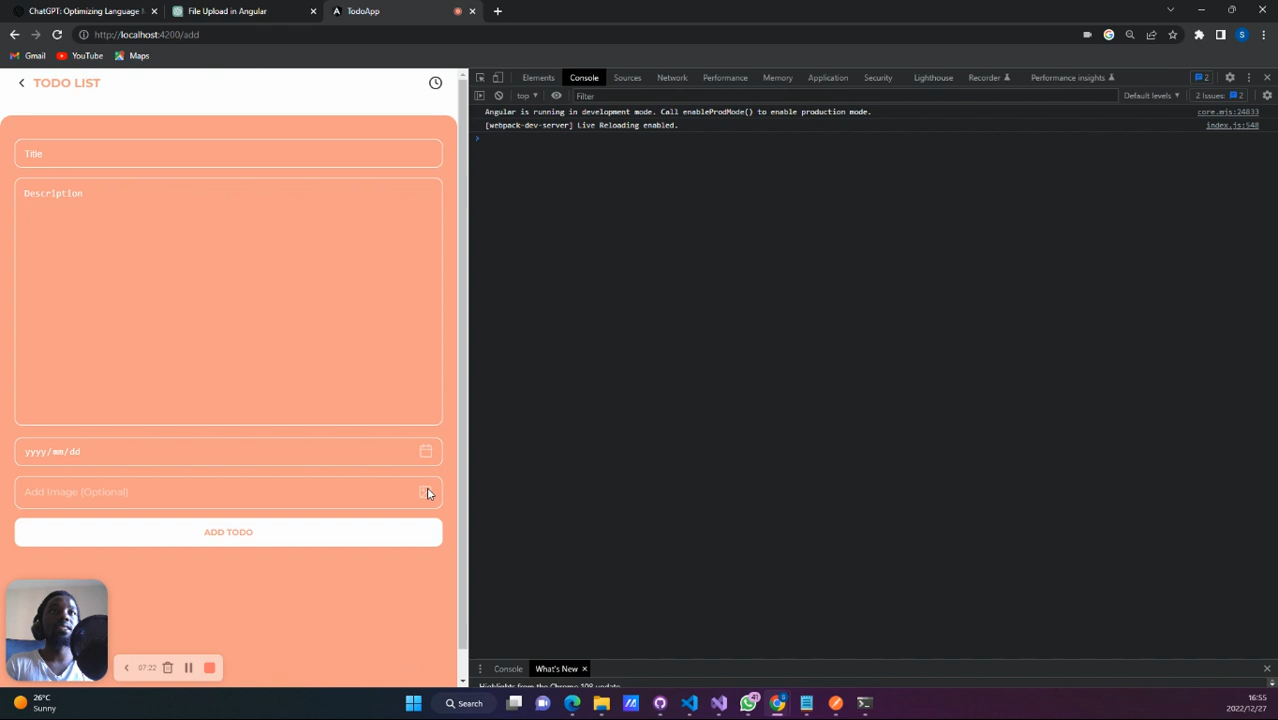 ChatGPT: Optimizing Language M
File Upload in Angular
TodoApp
http://localhost:4200/add
Gmail
YouTube
Maps
TODO LIST
Title
Description
yyyy/mm/dd
Add Image (Optional)
ADD TODO
07:22
Elements
Console
Sources
Network
Performance
Memory
Application
Security
Lighthouse
Recorder
Performance insights
2
top
Filter
Default levels
2 Issues:
2
Angular is running in development mode. Call enableProdMode() to enable production mode.
core.mjs:24833
[webpack-dev-server] Live Reloading enabled.
index.js:548
Console
What's New
Highlights from the Chrome 108 update
26°C
Sunny
Search
16:55
2022/12/27